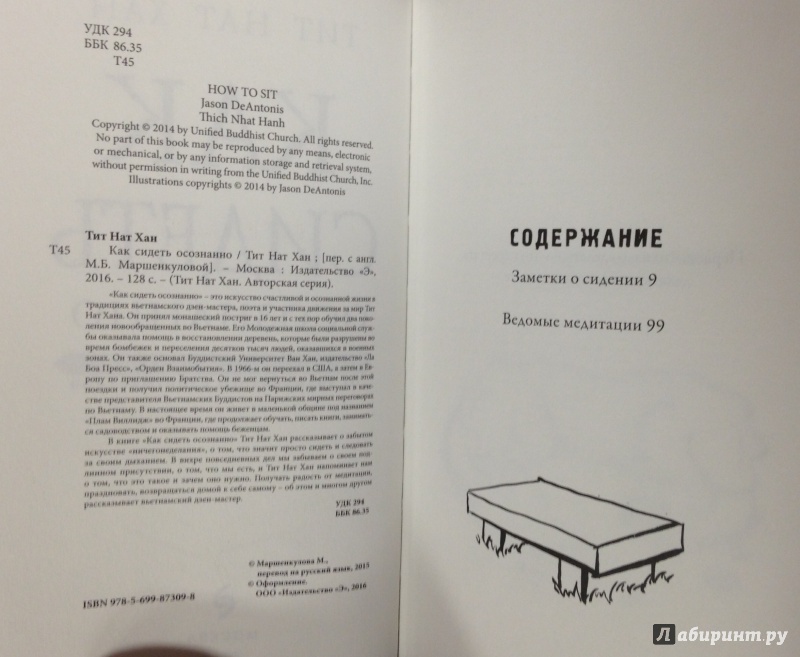 УДК 294
ББК 86.35
Т45
HOW TO SIT
Jason DeAntonis
Thich Nhat Hanh
Copyright © 2014 by Unified Buddhist Church. All rights reserved.
No part of this book may be reproduced by any means, electronic
or mechanical, or by any information storage and retrieval system,
without permission in writing from the Unified Buddhist Church, Inc.
Illustrations copyrights © 2014 by Jason DeAntonis
Тит Нат Хан
Т45 Как сидеть осознанно / Тит Нат Хан ; [пер. с англ.
М.Б. Маршенкуловой]. – Москва : Издательство «Э»,
2016. – 128 с. – (Тит Нат Хан. Авторская серия).
«Как сидеть осознанно» – это искусство счастливой и осознанной жизни в
традициях вьетнамского дзен-мастера, поэта и участника движения за мир Тит
Нат Хана. Он принял монашеский постриг в 16 лет и с тех пор обучил два поко-
ления новообращенных во Вьетнаме. Его Молодежная школа социальной служ-
бы оказывала помощь в восстановлении деревень, которые были разрушены во
время бомбежек и переселения десятков тысяч людей, оказавшихся в военных
зонах. Он также основал Буддистский Университет Ван Хан, издательство «Ла
Боа Пресс», «Орден Взаимобытия». В 1966-м он переехал в США, а затем в Ев-
ропу по приглашению Братства. Он не мог вернуться во Вьетнам после этой
поездки и получил политическое убежище во Франции, где выступал в качес-
тве представителя Вьетнамских Буддистов на Парижских мирных переговорах
по Вьетнаму. В настоящее время он живет в маленькой общине под названием
«Плам Виллидж» во Франции, где продолжает обучать, писать книги, занимать-
ся садоводством и оказывать помощь беженцам.
В книге «Как сидеть осознанно» Тит Нат Хан рассказывает о забытом
искусстве «ничегонеделания», о том, что значит просто сидеть и следовать
за своим дыханием. В вихре повседневных дел мы забываем о своем под-
линном присутствии, о том, что мы есть, и Тит Нат Хан напоминает нам
о том, что это такое и зачем оно нужно. Получать радость от медитации,
праздновать, возвращаться домой к себе самому – об этом и многом другом
рассказывает вьетнамский дзен-мастер.
УДК 294
ББК 86.35
© Маршенкулова М.,
перевод на русский язык, 2015
© Оформление.
ООО «Издательство «Э», 2016
ISBN 978-5-699-87309-8
СОДЕРЖАНИЕ
Заметки о сидении 9
Ведомые медитации 99
Лабиринт.ру